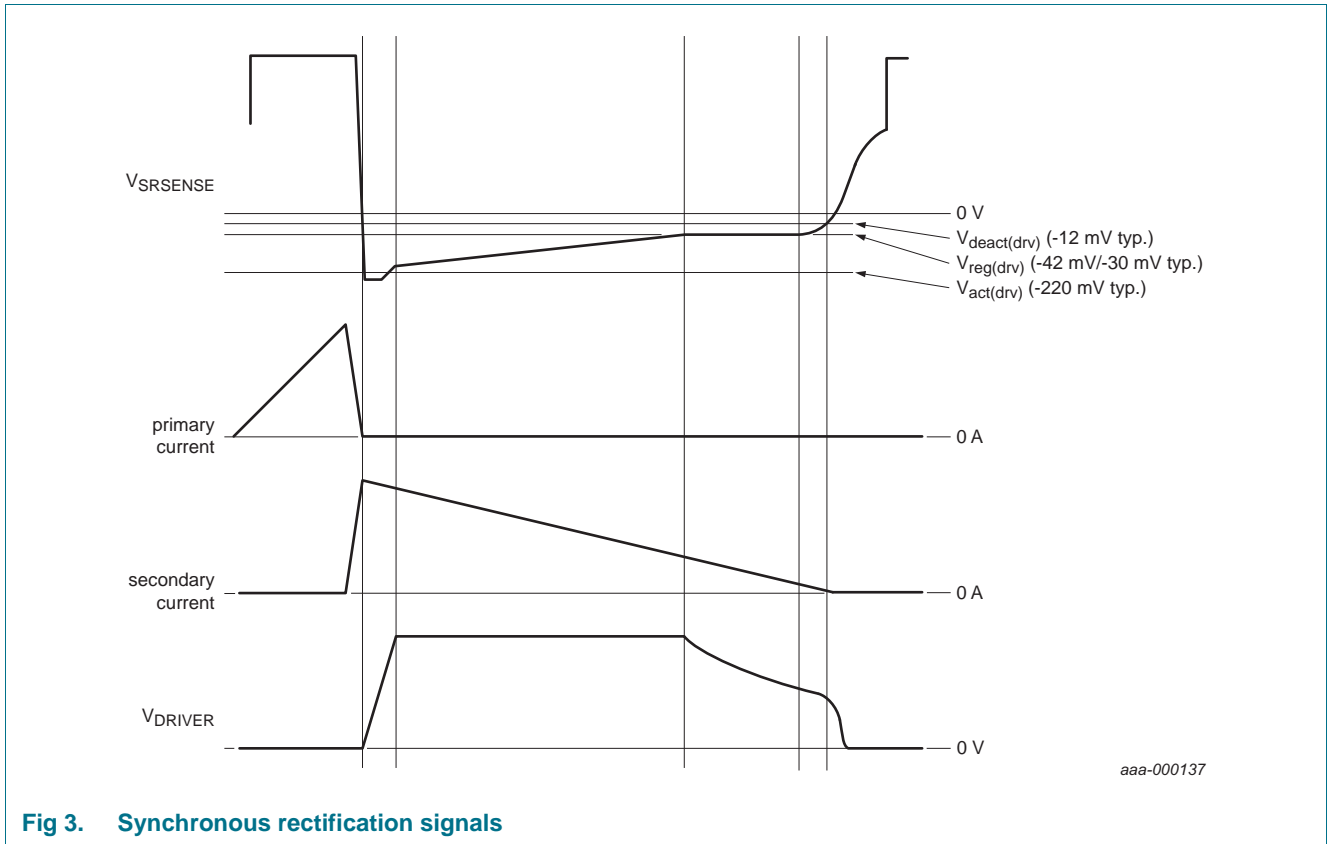 VSRSENSE
0 V
Vdeact(drv) (-12 mV typ.)
Vreg(drv) (-42 mV/-30 mV typ.)
Vact(drv) (-220 mV typ.)
primary
current
0 A
secondary
current
0 A
VDRIVER
0 V
aaa-000137
Fig 3. Synchronous rectification signals